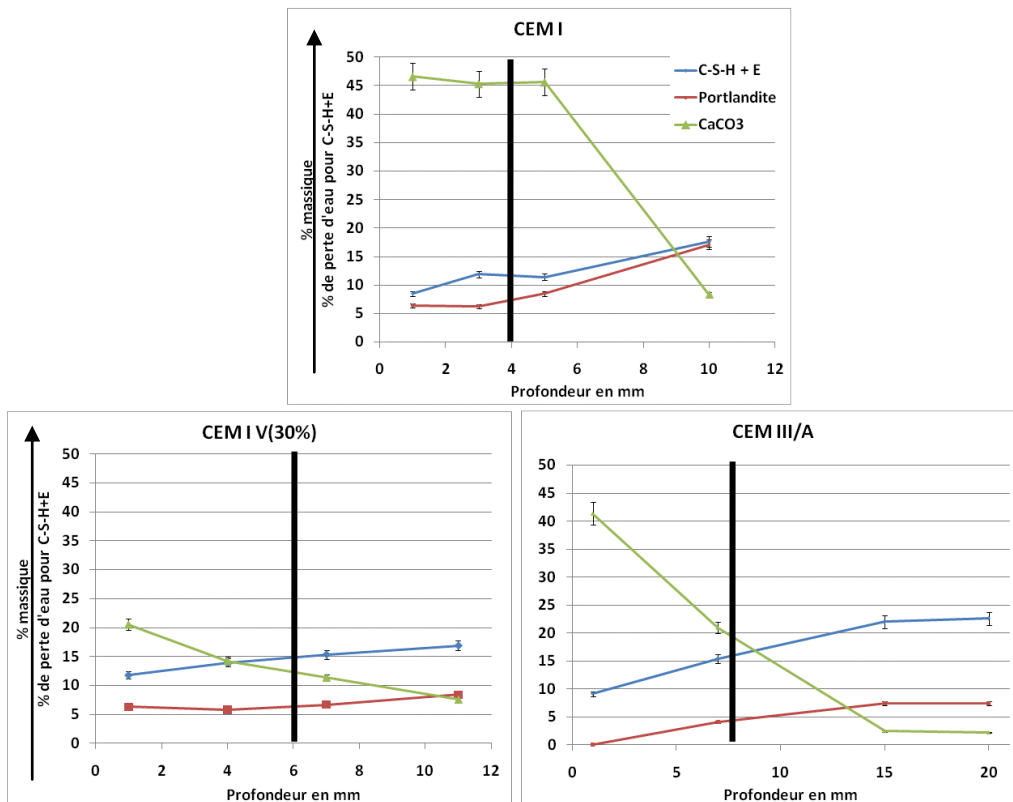 CEM I
% massique
% de perte d'eau pour C-S-H+E
50
45
40
35
30
25
20
15
10
5
0
0 2 4 6 8 10 12
Profondeur en mm
C-S-H + E
Portlandite
CaCO3
CEM I V(30%)
% massique
% de perte d'eau pour C-S-H+E
50
45
40
35
30
25
20
15
10
5
0
0 2 4 6 8 10 12
Profondeur en mm
CEM III/A
50
45
40
35
30
25
20
15
10
5
0
0 5 10 15 20
Profondeur en mm